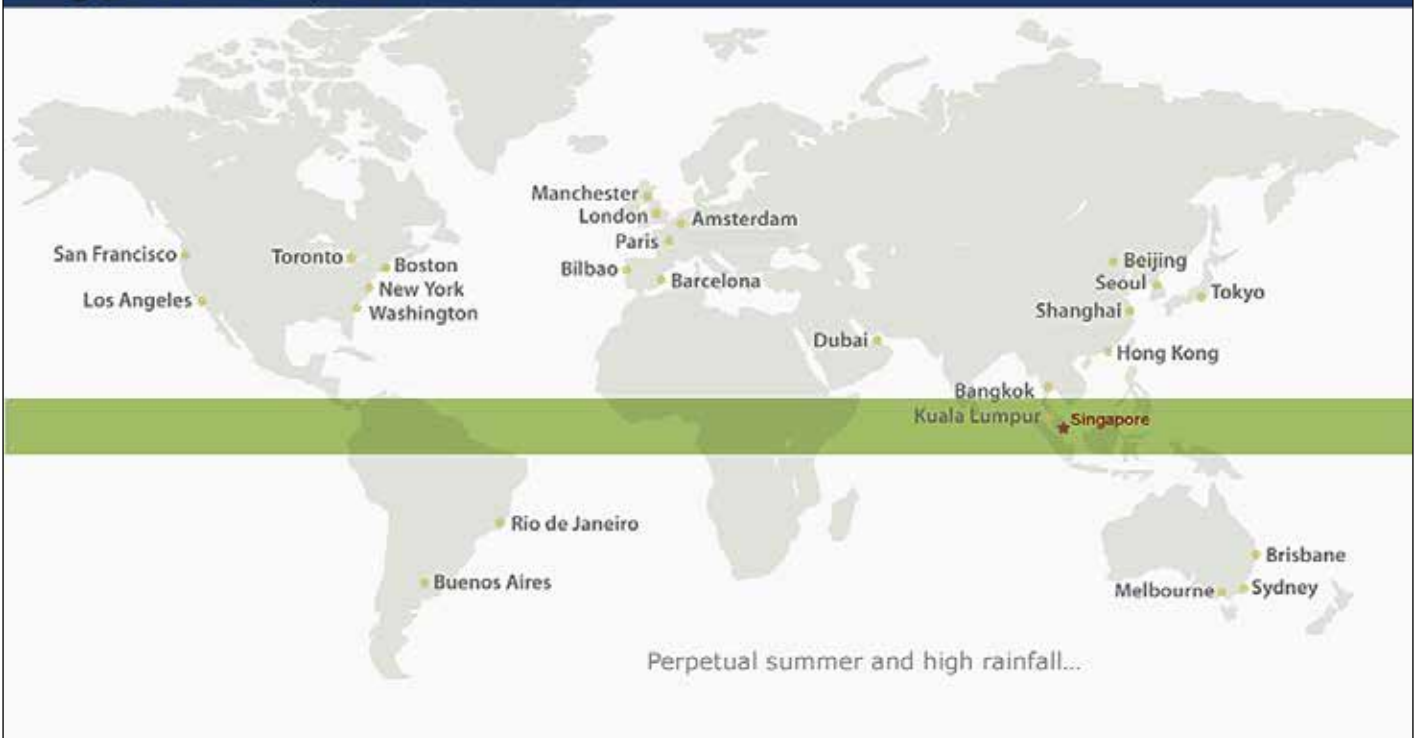 Manchester
London
Amsterdam
Paris
San Francisco
Toronto
Boston
Bilbao
Barcelona
Beijing
Seoul
Tokyo
New York
Los Angeles
Washington
Shanghai
Dubai
Hong Kong
Bangkok
Kuala Lumpur
Singapore
Rio de Janeiro
Brisbane
Buenos Aires
Melbourne
Sydney
Perpetual summer and high rainfall...